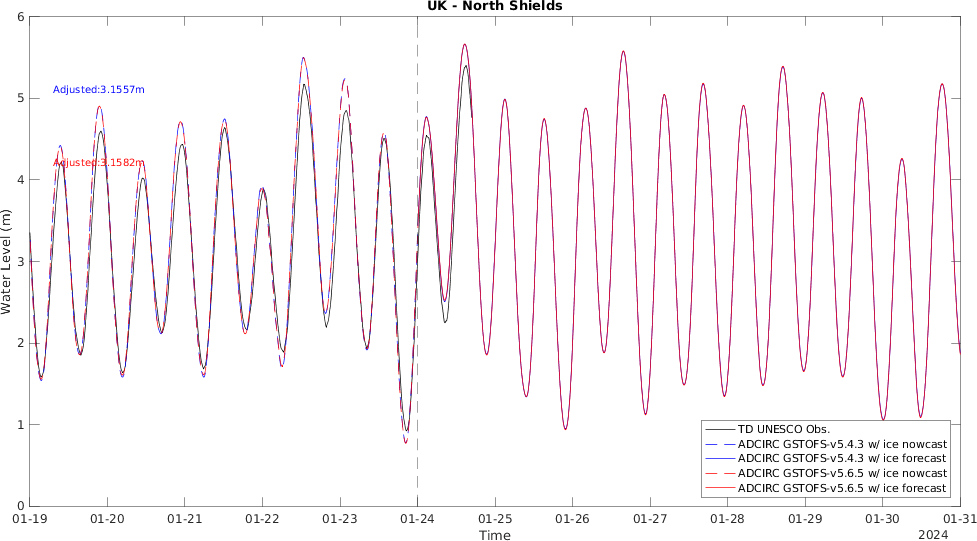 UK - North Shields
6
5
4
3
2
1
0
Water Level (m)
Adjusted:3.1557m
Adjusted:3.1582m
TD UNESCO Obs.
ADCIRC GSTOFS-v5.4.3 w/ ice nowcast
ADCIRC GSTOFS-v5.4.3 w/ ice forecast
ADCIRC GSTOFS-v5.6.5 w/ ice nowcast
ADCIRC GSTOFS-v5.6.5 w/ ice forecast
01-19 01-20 01-21 01-22 01-23 01-24 01-25 01-26 01-27 01-28 01-29 01-30 01-31
Time
2024